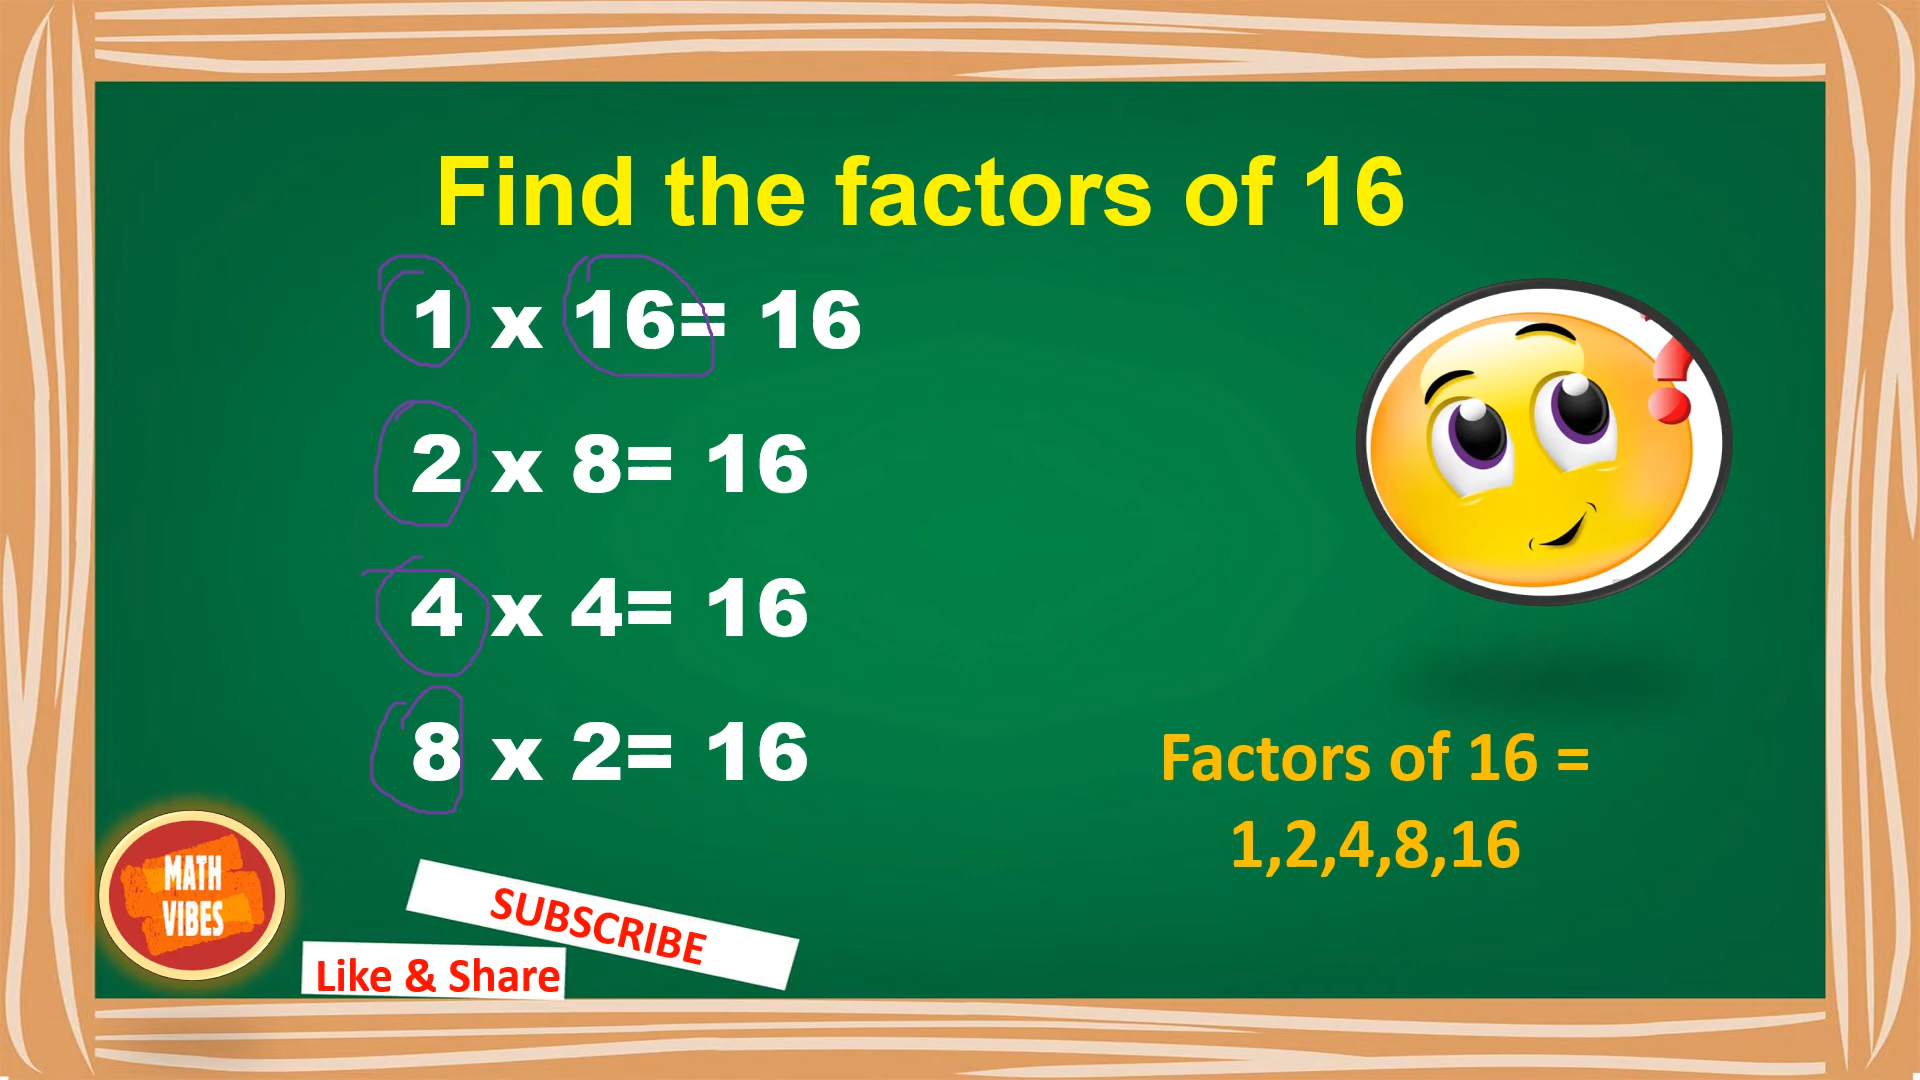 Find the factors of 16
1 x 16= 16
2 x 8= 16
4 x 4= 16
8 x 2= 16
Factors of 16 =
1,2,4,8,16
MATH
VIBES
SUBSCRIBE
Like & Share